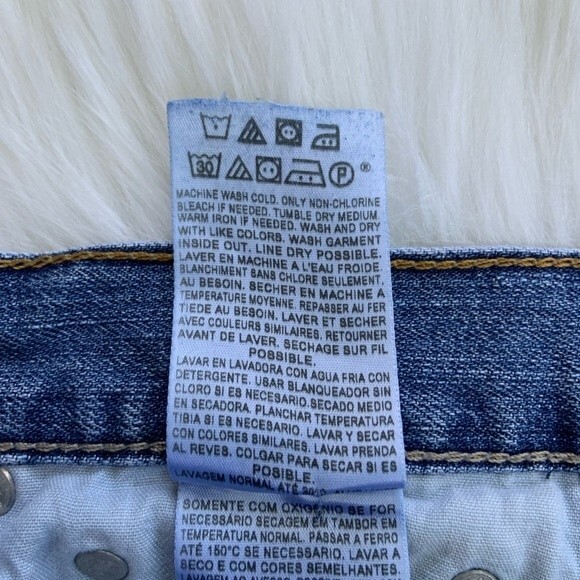 30 P ®
MACHINE WASH COLD. ONLY NON-CHLORINE
BLEACH IF NEEDED. TUMBLE DRY MEDIUM.
WARM IRON IF NEEDED. WASH AND DRY
WITH LIKE COLORS. WASH GARMENT
INSIDE OUT. LINE DRY POSSIBLE.
LAVER EN MACHINE A L'EAU FROIDE.
BLANCHIMENT SANS CHLORE SEULEMENT,
AU BESOIN. SECHER EN MACHINE A
TEMPERATURE MOYENNE. REPASSER AU FER
TIEDE AU BESOIN. LAVER ET SECHER
AVEC COULEURS SIMILAIRES. RETOURNER
AVANT DE LAVER. SECHAGE SUR FIL
POSSIBLE.
LAVAR EN LAVADORA CON AGUA FRIA CON
DETERGENTE. USAR BLANQUEADOR SIN
CLORO SI ES NECESARIO.SECADO MEDIO
EN SECADORA. PLANCHAR TEMPERATURA
TIBIA SI ES NECESARIO. LAVAR Y SECAR
CON COLORES SIMILARES. LAVAR PRENDA
AL REVES. COLGAR PARA SECAR SI ES
POSIBLE.
LAVAGEM NORMAL ATÉ
SOMENTE COM OXIGÊNIO SE FOR
NECESSÁRIO SECAGEM EM TAMBOR EM
TEMPERATURA NORMAL. PASSAR A FERRO
ATÉ 150°C SE NECESSÁRIO. LAVAR A
SECO E COM CORES SEMELHANTES.